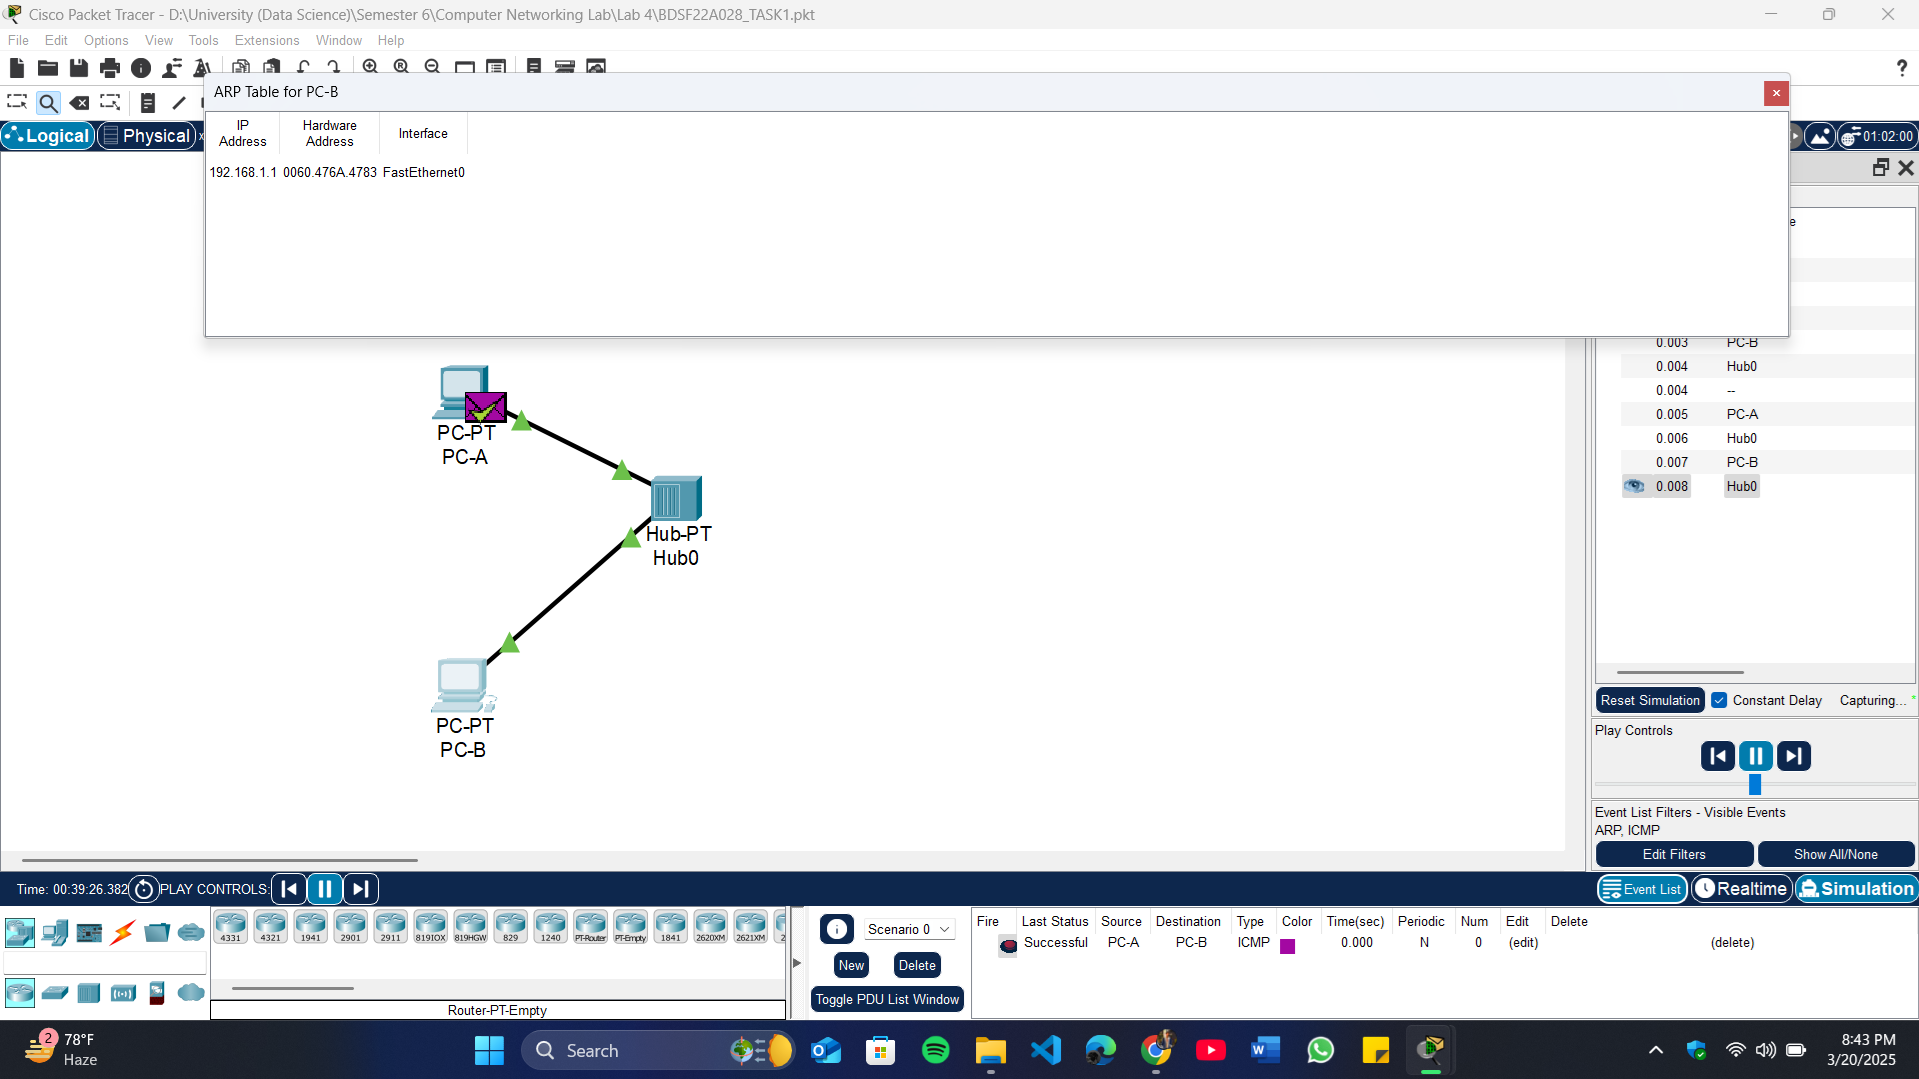 Cisco Packet Tracer - D:\University (Data Science)\Semester 6\Computer Networking Lab\Lab 4\BDSF22A028_TASK1.pkt
File Edit Options View Tools Extensions Window Help
?
ARP Table for PC-B
IP Address Hardware Address Interface
192.168.1.1 0060.476A.4783 FastEthernet0
Logical Physical
01:02:00
e
0.003 PC-B
0.004 Hub0
0.004 --
0.005 PC-A
0.006 Hub0
0.007 PC-B
0.008 Hub0
PC-PT
PC-A
Hub-PT
Hub0
PC-PT
PC-B
Reset Simulation Constant Delay Capturing... *
Play Controls
Event List Filters - Visible Events
ARP, ICMP
Edit Filters Show All/None
Time: 00:39:26.382 PLAY CONTROLS:
Event List Realtime Simulation
4331 4321 1941 2901 2911 819IOX 819HGW 829 1240 PT-Router PT-Empty 1841 2620XM 2621XM 2
Router-PT-Empty
Scenario 0
New Delete
Toggle PDU List Window
Fire Last Status Source Destination Type Color Time(sec) Periodic Num Edit Delete
Successful PC-A PC-B ICMP 0.000 N 0 (edit) (delete)
2
78°F
Haze
Search
8:43 PM
3/20/2025